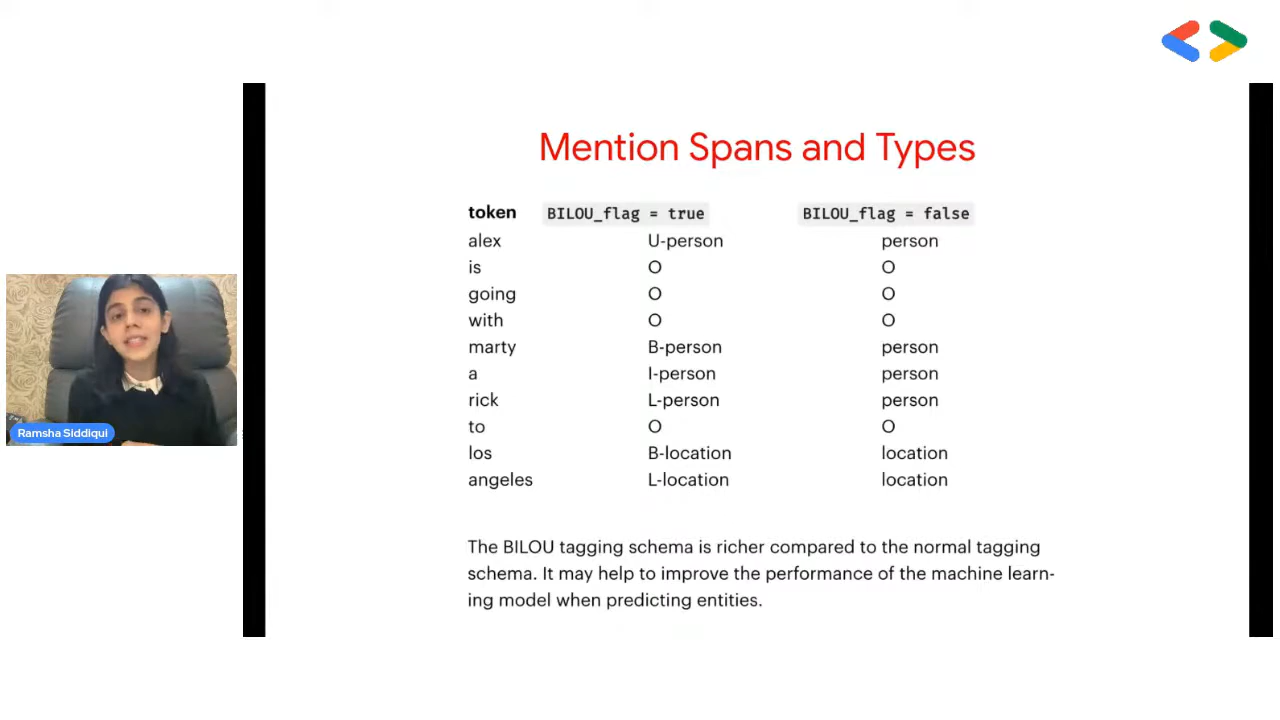 Mention Spans and Types
token BILOU_flag = true BILOU_flag = false
alex U-person person
is O O
going O O
with O O
marty B-person person
a I-person person
rick L-person person
to O O
los B-location location
angeles L-location location
The BILOU tagging schema is richer compared to the normal tagging
schema. It may help to improve the performance of the machine learn-
ing model when predicting entities.
Ramsha Siddiqui